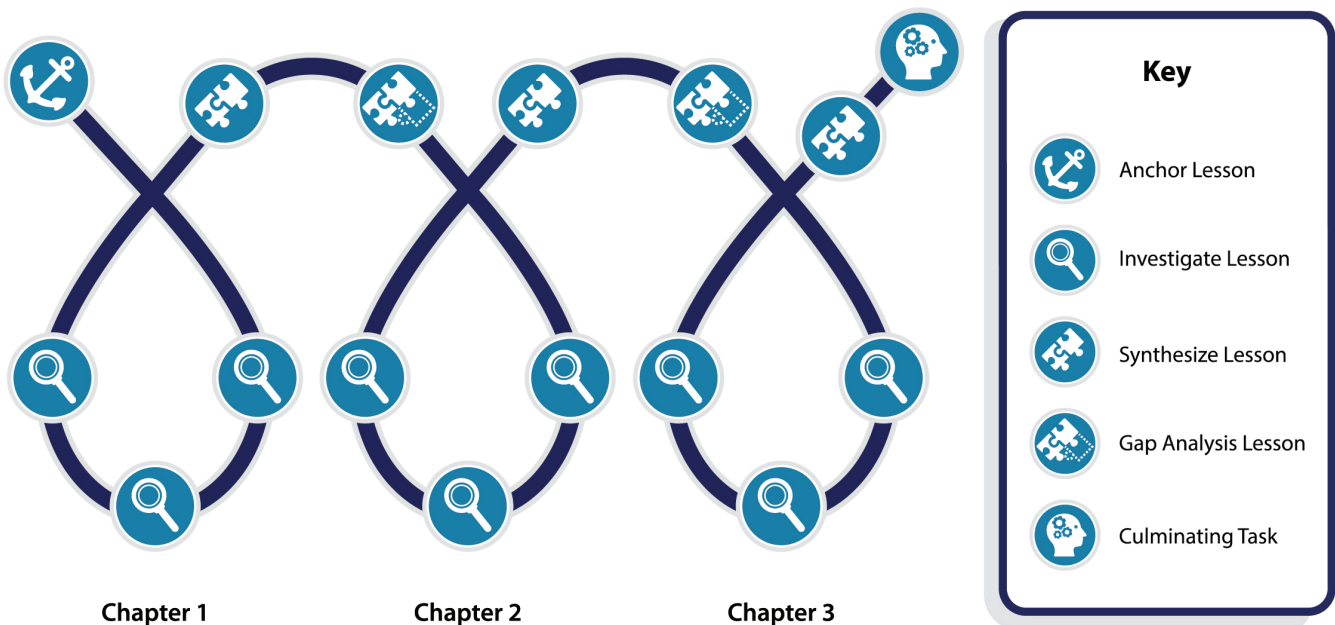 Key
Anchor Lesson
Investigate Lesson
Synthesize Lesson
Gap Analysis Lesson
Culminating Task
Chapter 1
Chapter 2
Chapter 3